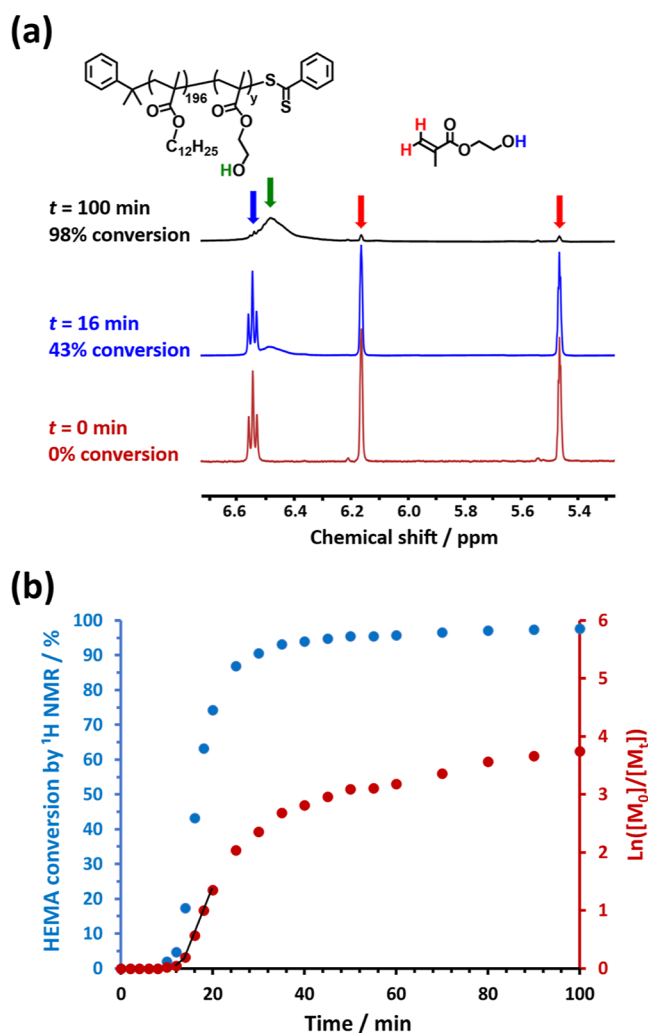 (a)
196
y
S
S
O
O
O
O
C12H25
HO
H
H
O
O
OH
t = 100 min
98% conversion
t = 16 min
43% conversion
t = 0 min
0% conversion
6.6 6.4 6.2 6.0 5.8 5.6 5.4
Chemical shift / ppm
(b)
HEMA conversion by ¹H NMR / %
100
90
80
70
60
50
40
30
20
10
0
6
5
4
3
2
1
0
Ln([M0]/[Mt])
0 20 40 60 80 100
Time / min